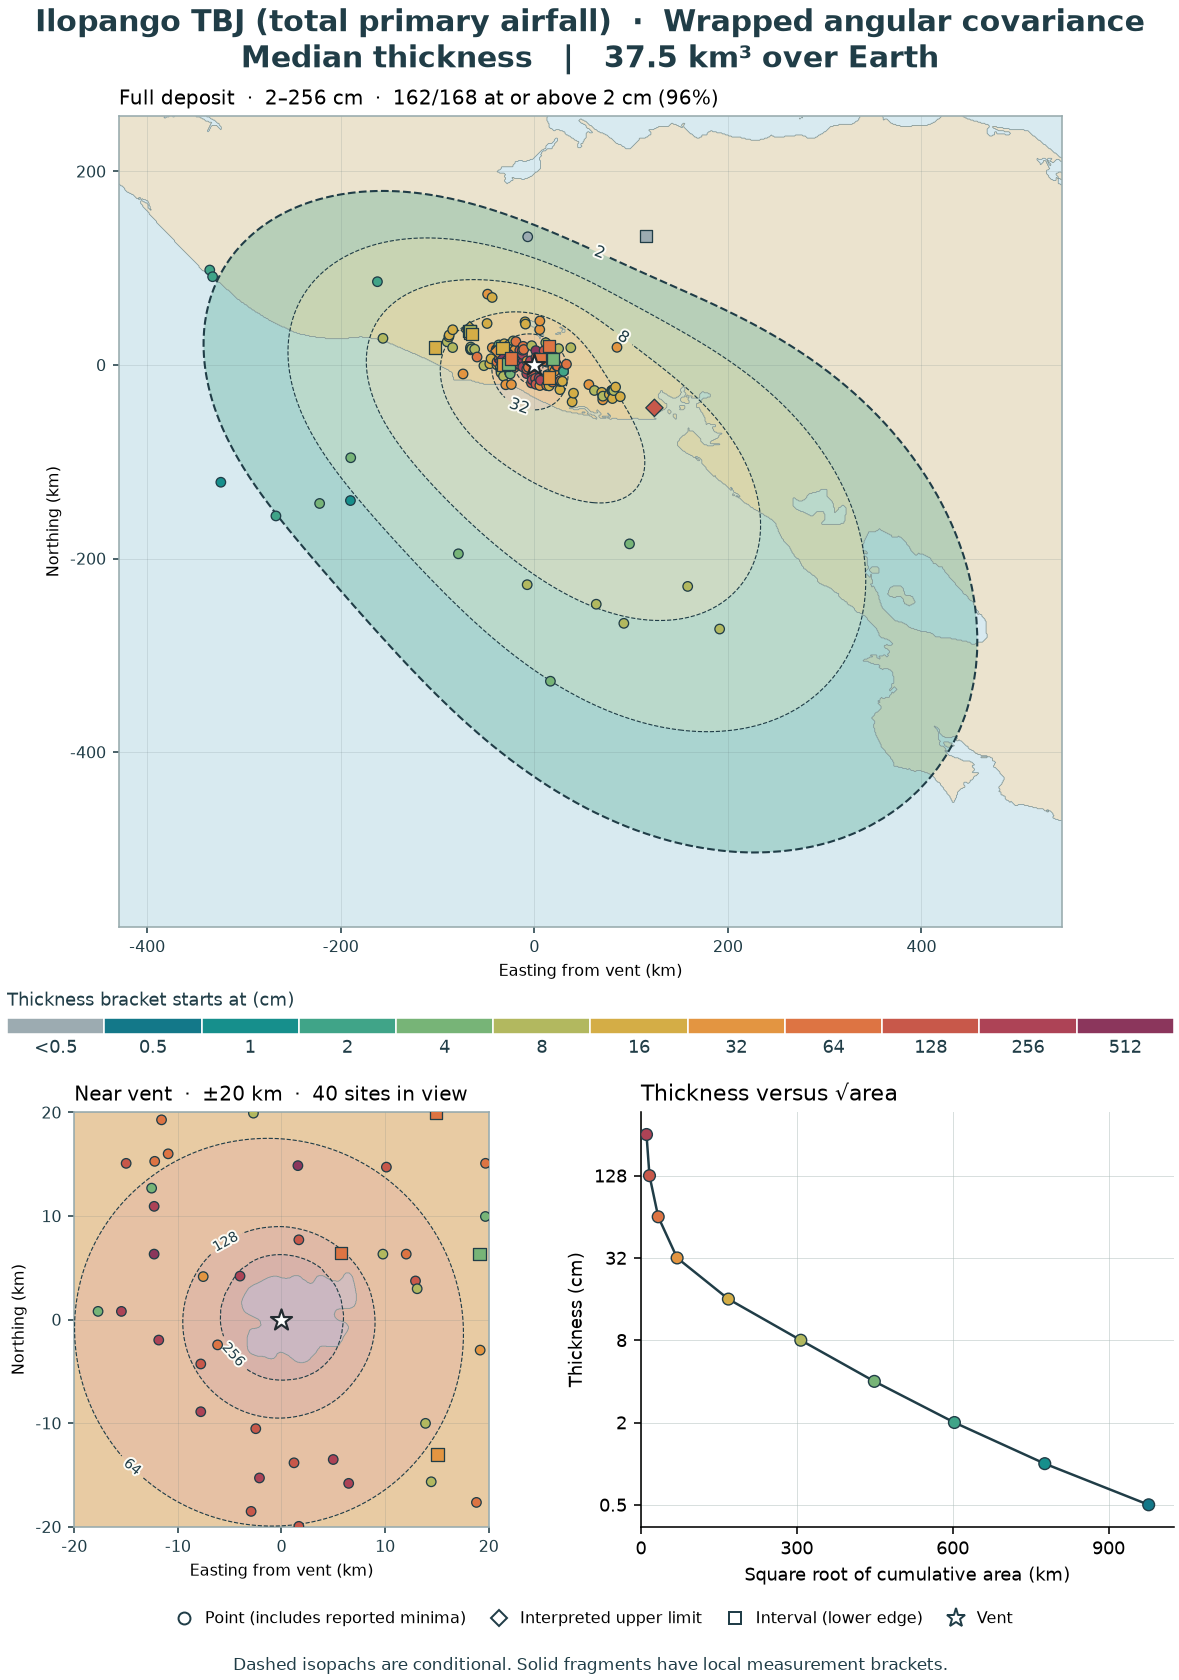 Ilopango TBJ (total primary airfall)  ·  Wrapped angular covariance
Median thickness   |   37.5 km³ over Earth
Full deposit  ·  2–256 cm  ·  162/168 at or above 2 cm (96%)
200
0
-200
-400
Northing (km)
2
8
32
-400
-200
0
200
400
Easting from vent (km)
Thickness bracket starts at (cm)
<0.5
0.5
1
2
4
8
16
32
64
128
256
512
Near vent  ·  ±20 km  ·  40 sites in view
20
10
0
-10
-20
Northing (km)
128
256
64
-20
-10
0
10
20
Easting from vent (km)
Thickness versus √area
128
32
8
2
0.5
Thickness (cm)
0
300
600
900
Square root of cumulative area (km)
Point (includes reported minima)
Interpreted upper limit
Interval (lower edge)
Vent
Dashed isopachs are conditional. Solid fragments have local measurement brackets.